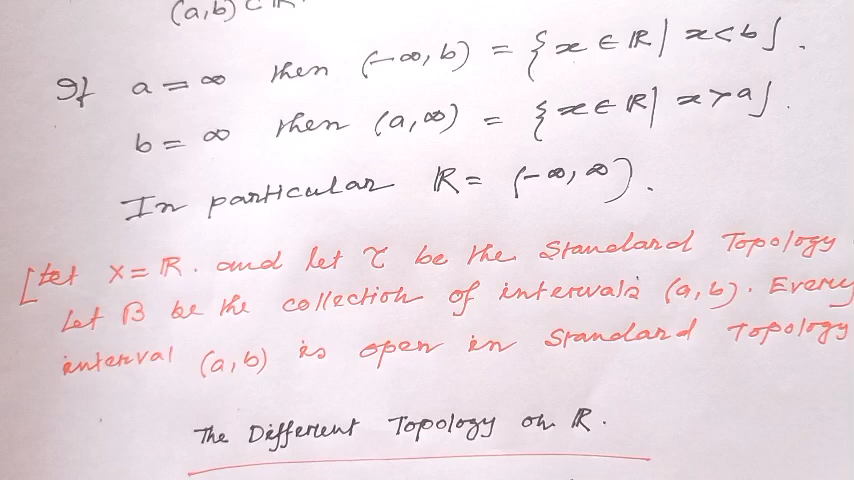 (a,b) ⊂ ℝ.
If a = ∞ then (-∞, b) = {x ∈ ℝ | x < b}.
b = ∞ then (a, ∞) = {x ∈ ℝ | x > a}.
In particular ℝ = (-∞, ∞).
[Let X = ℝ. and let τ be the Standard Topology
Let B be the collection of intervals (a, b). Every
interval (a, b) is open in Standard Topology
The Different Topology on ℝ.